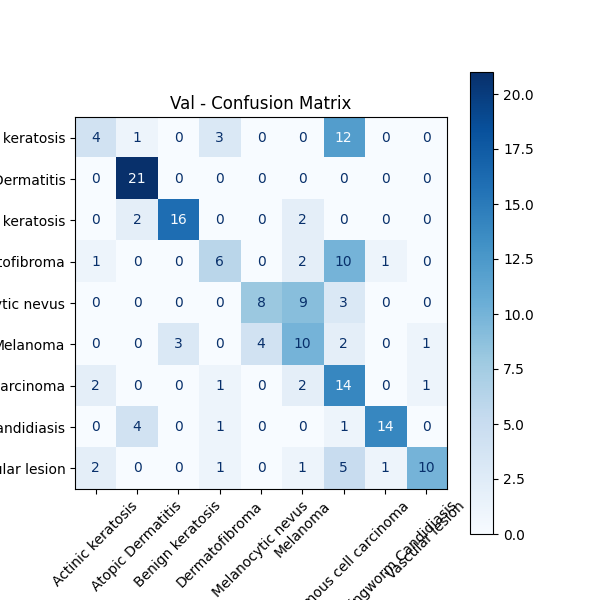 Val - Confusion Matrix
keratosis 4 1 0 3 0 0 12 0 0
Dermatitis 0 21 0 0 0 0 0 0 0
keratosis 0 2 16 0 0 2 0 0 0
tofibroma 1 0 0 6 0 2 10 1 0
ytic nevus 0 0 0 0 8 9 3 0 0
Melanoma 0 0 3 0 4 10 2 0 1
arcinoma 2 0 0 1 0 2 14 0 1
andidiasis 0 4 0 1 0 0 1 14 0
ular lesion 2 0 0 1 0 1 5 1 10
Actinic keratosis
Atopic Dermatitis
Benign keratosis
Dermatofibroma
Melanocytic nevus
Melanoma
mous cell carcinoma
ngworm Candidiasis
Vascular lesion
20.0
17.5
15.0
12.5
10.0
7.5
5.0
2.5
0.0